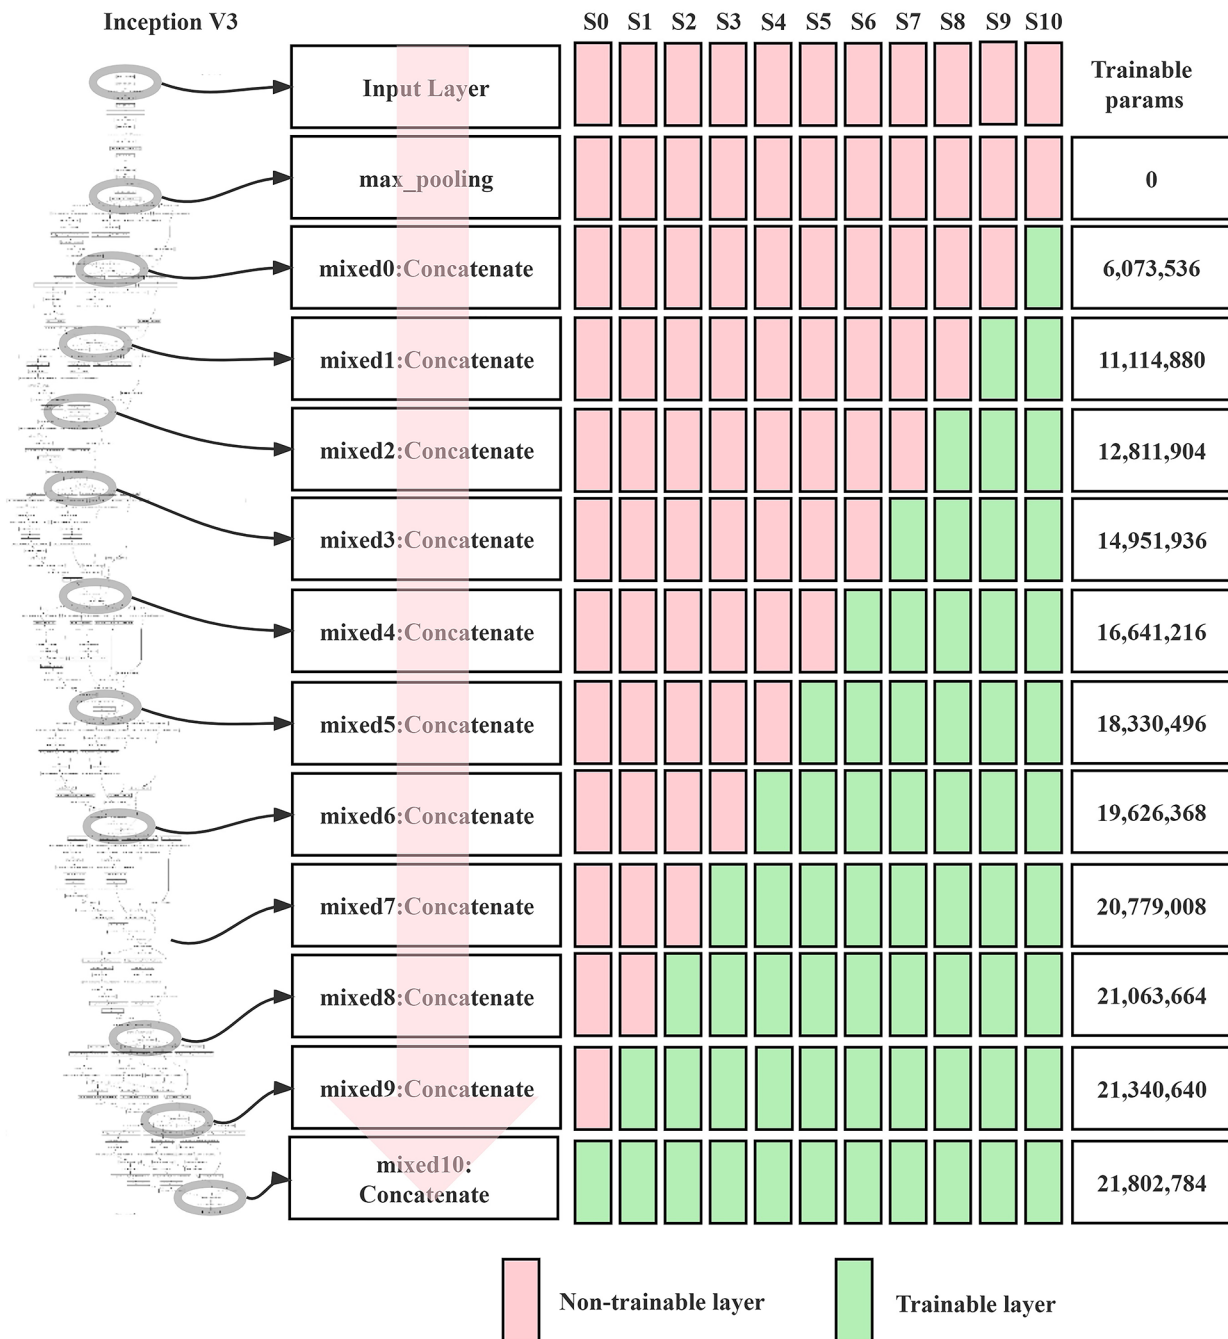 Inception V3
S0 S1 S2 S3 S4 S5 S6 S7 S8 S9 S10
Input Layer
Trainable
params
max_pooling
0
mixed0:Concatenate
6,073,536
mixed1:Concatenate
11,114,880
mixed2:Concatenate
12,811,904
mixed3:Concatenate
14,951,936
mixed4:Concatenate
16,641,216
mixed5:Concatenate
18,330,496
mixed6:Concatenate
19,626,368
mixed7:Concatenate
20,779,008
mixed8:Concatenate
21,063,664
mixed9:Concatenate
21,340,640
mixed10:
Concatenate
21,802,784
Non-trainable layer
Trainable layer